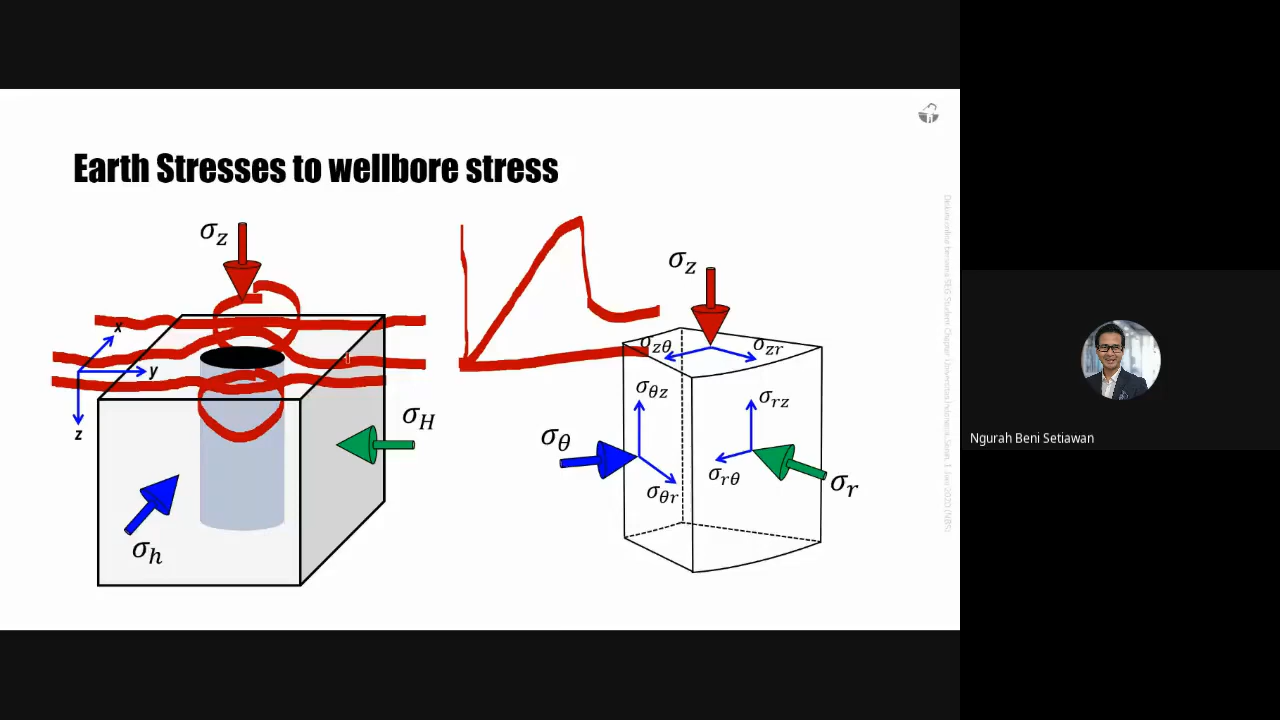 Earth Stresses to wellbore stress
σz
x
y
z
σH
σh
σz
σzθ
σzr
σθz
σrz
σθ
σrθ
σθr
σr
Ngurah Beni Setiawan